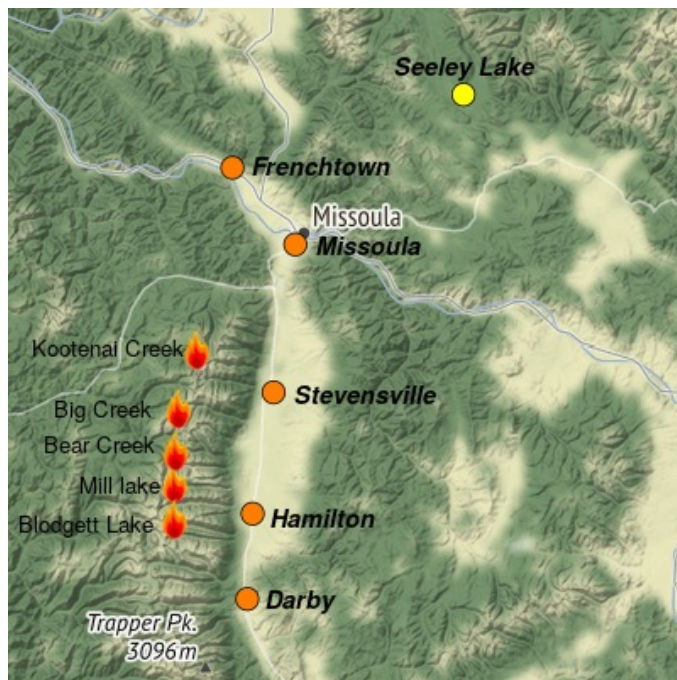 Seeley Lake
Frenchtown
Missoula
Missoula
Kootenai Creek
Stevensville
Big Creek
Bear Creek
Mill lake
Hamilton
Blodgett Lake
Darby
Trapper Pk.
3096m